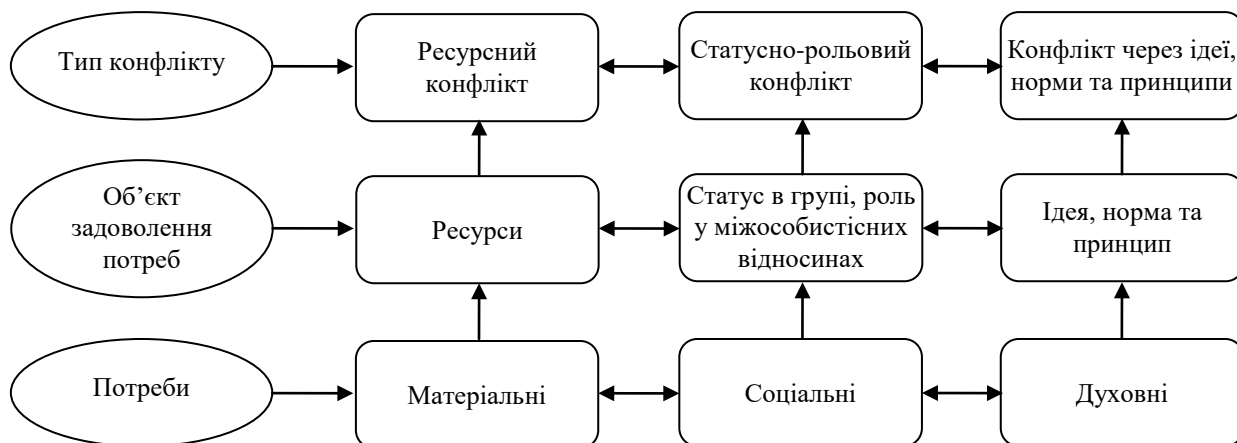 Тип конфлікту
Ресурсний
конфлікт
Статусно-рольовий
конфлікт
Конфлікт через ідеї,
норми та принципи
Об’єкт
задоволення
потреб
Ресурси
Статус в групі, роль
у міжособистісних
відносинах
Ідея, норма та
принцип
Потреби
Матеріальні
Соціальні
Духовні